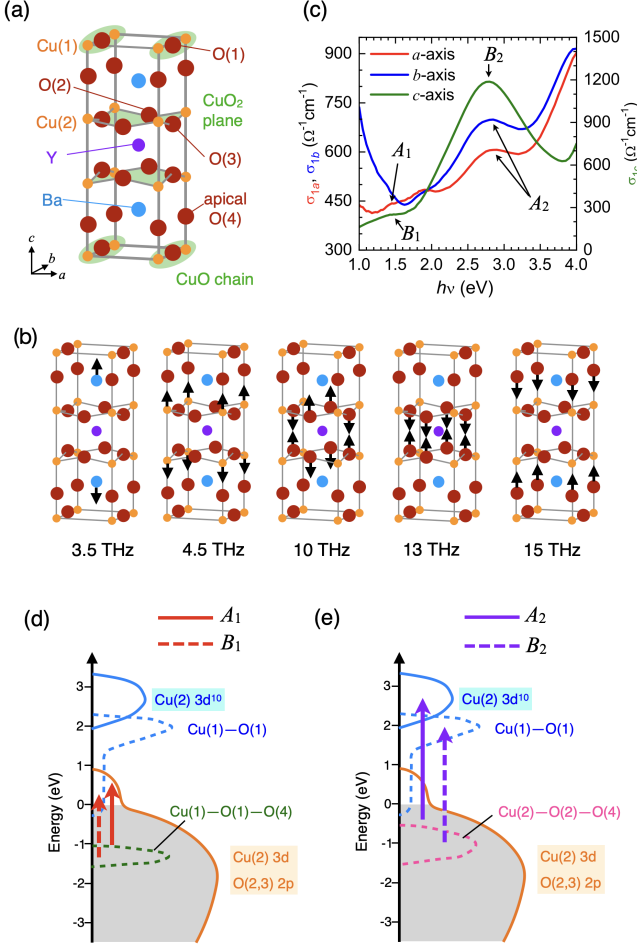 (a)
Cu(1)
O(1)
O(2)
CuO₂
plane
Cu(2)
Y
O(3)
Ba
apical
O(4)
c
b
a
CuO chain
(c)
900
750
600
450
300
σ₁ₐ, σ₁b (Ω⁻¹cm⁻¹)
a-axis
b-axis
c-axis
B₂
A₁
B₁
A₂
1500
1200
900
600
300
0
(Ω⁻¹cm⁻¹)
1.0 1.5 2.0 2.5 3.0 3.5 4.0
hν (eV)
(b)
3.5 THz 4.5 THz 10 THz 13 THz 15 THz
(d)
A₁
B₁
3
2
1
0
-1
-2
-3
Energy (eV)
Cu(2) 3d¹⁰
Cu(1)—O(1)
Cu(1)—O(1)—O(4)
Cu(2) 3d
O(2,3) 2p
(e)
A₂
B₂
3
2
1
0
-1
-2
-3
Energy (eV)
Cu(2) 3d¹⁰
Cu(1)—O(1)
Cu(2)—O(2)—O(4)
Cu(2) 3d
O(2,3) 2p